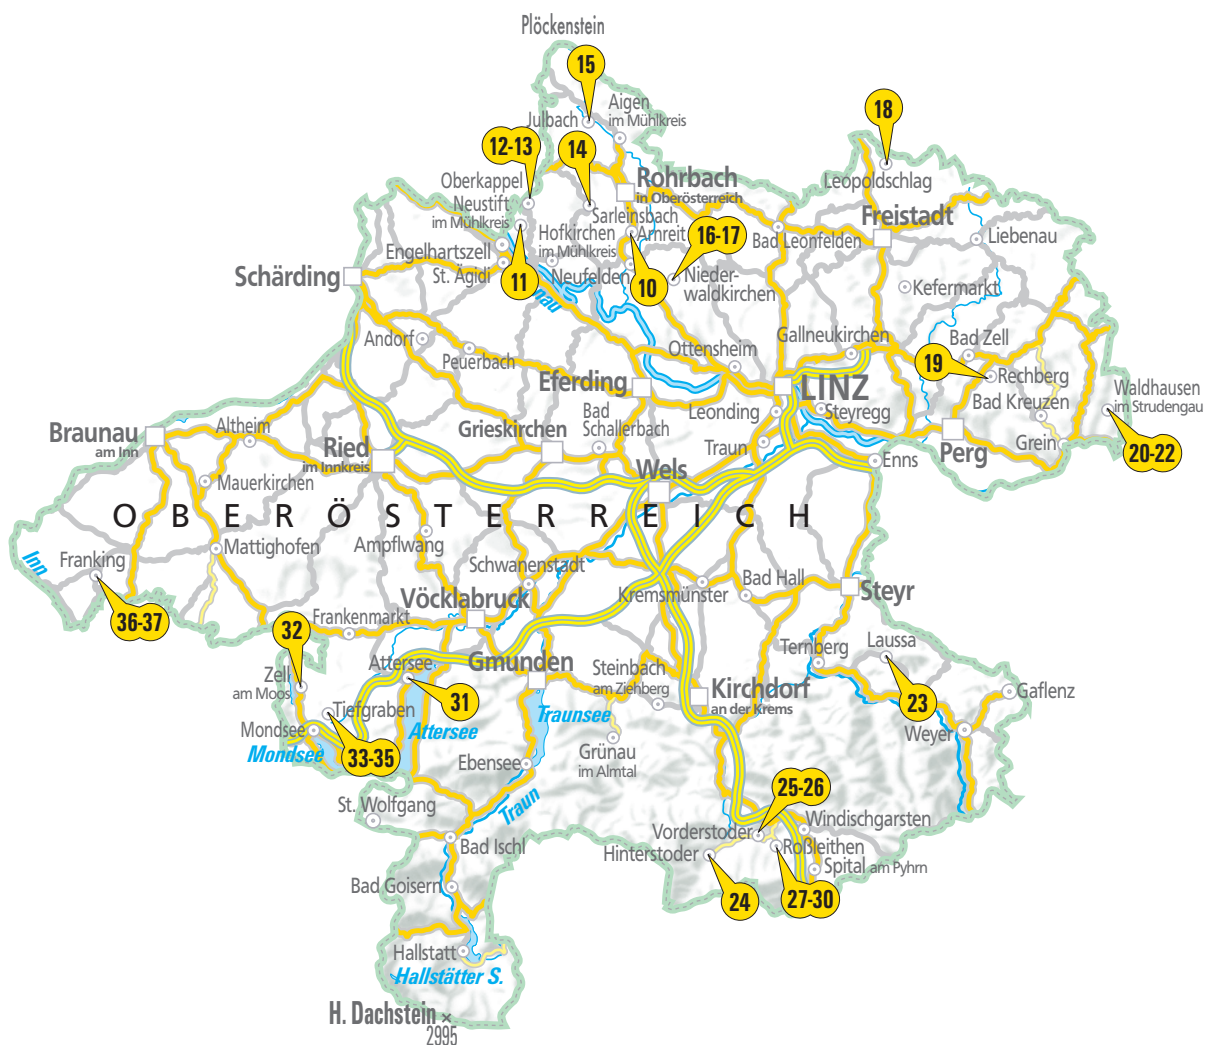 Plöckenstein
15
Aigen
im Mühlkreis
Julbach
18
12-13
14
Leopoldschlag
Oberkappel
Rohrbach
in Oberösterreich
Neustift
im Mühlkreis
Sarleinsbach
Freistadt
Hofkirchen
im Mühlkreis
Arnreit
16-17
Bad Leonfelden
Liebenau
Engelhartszell
St. Ägidi
11
Neufelden
10
Nieder-
waldkirchen
Schärding
Kefermarkt
nau
Andorf
Peuerbach
Ottensheim
Gallneukirchen
Bad Zell
19
Rechberg
Eferding
LINZ
Waldhausen
im Strudengau
Leonding
Steyregg
Bad Kreuzen
Braunau
am Inn
Altheim
Ried
im Innkreis
Grieskirchen
Bad
Schallerbach
Traun
Perg
Grein
20-22
Enns
Wels
Mauerkirchen
OBERÖSTERREICH
Inn
Franking
Mattighofen
Ampflwang
Schwanenstadt
Kremsmünster
Bad Hall
Steyr
36-37
Frankenmarkt
Vöcklabruck
32
Zell
am Moos
Attersee
Gmunden
Steinbach
am Ziehberg
Ternberg
Laussa
31
Kirchdorf
an der Krems
23
Gaflenz
Tiefgraben
Mondsee
Mondsee
33-35
Attersee
Traunsee
Grünau
im Almtal
Weyer
Ebensee
25-26
St. Wolfgang
Traun
Vorderstoder
Windischgarsten
Hinterstoder
Roßleithen
Bad Ischl
Spital am Pyhrn
24
27-30
Bad Goisern
Hallstatt
Hallstätter S.
H. Dachstein ×
2995